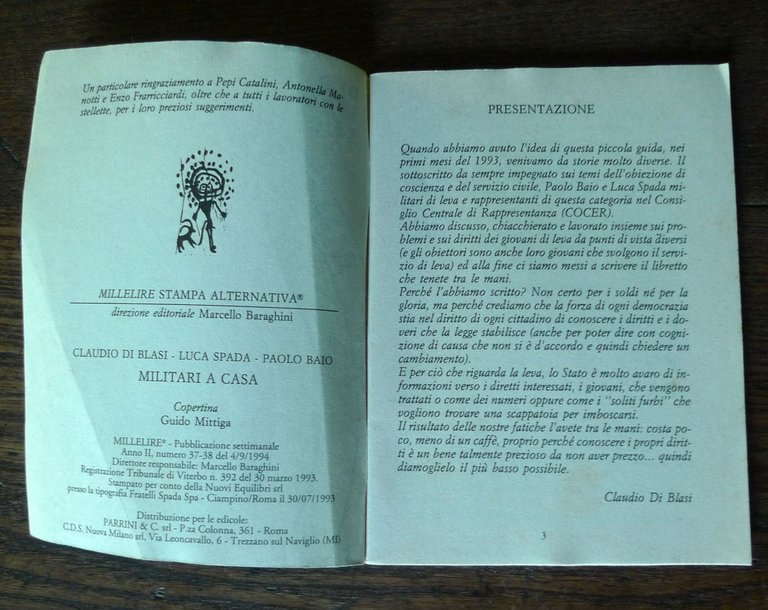 Un particolare ringraziamento a Pepi Catalini, Antonella Ma-
notti e Enzo Frarricciardi, oltre che a tutti i lavoratori con le
stellette, per i loro preziosi suggerimenti.
MILLELIRE STAMPA ALTERNATIVA®
direzione editoriale Marcello Baraghini
CLAUDIO DI BLASI - LUCA SPADA - PAOLO BAIO
MILITARI A CASA
Copertina
Guido Mittiga
MILLELIRE® - Pubblicazione settimanale
Anno II, numero 37-38 del 4/9/1994
Direttore responsabile: Marcello Baraghini
Registrazione Tribunale di Viterbo n. 392 del 30 marzo 1993.
Stampato per conto della Nuovi Equilibri srl
presso la tipografia Fratelli Spada Spa - Ciampino/Roma il 30/07/1993
Distribuzione per le edicole:
PARRINI & C. srl - P.za Colonna, 361 - Roma
C.D.S. Nuova Milano srl, Via Leoncavallo, 6 - Trezzano sul Naviglio (MI)
PRESENTAZIONE
Quando abbiamo avuto l'idea di questa piccola guida, nei
primi mesi del 1993, venivamo da storie molto diverse. Il
sottoscritto da sempre impegnato sui temi dell'obiezione di
coscienza e del servizio civile, Paolo Baio e Luca Spada mi-
litari di leva e rappresentanti di questa categoria nel Consi-
glio Centrale di Rappresentanza (COCER).
Abbiamo discusso, chiacchierato e lavorato insieme sui pro-
blemi e sui diritti dei giovani di leva da punti di vista diversi
(e gli obiettori sono anche loro giovani che svolgono il servi-
zio di leva) ed alla fine ci siamo messi a scrivere il libretto
che tenete tra le mani.
Perché l'abbiamo scritto? Non certo per i soldi né per la
gloria, ma perché crediamo che la forza di ogni democrazia
stia nel diritto di ogni cittadino di conoscere i diritti e i do-
veri che la legge stabilisce (anche per poter dire con cogni-
zione di causa che non si è d'accordo e quindi chiedere un
cambiamento).
E per ciò che riguarda la leva, lo Stato è molto avaro di in-
formazioni verso i diretti interessati, i giovani, che vengono
trattati o come dei numeri oppure come i "soliti furbi" che
vogliono trovare una scappatoia per imboscarsi.
Il risultato delle nostre fatiche l'avete tra le mani: costa po-
co, meno di un caffè, proprio perché conoscere i propri dirit-
ti è un bene talmente prezioso da non aver prezzo... quindi
diamoglielo il più basso possibile.
Claudio Di Blasi
3